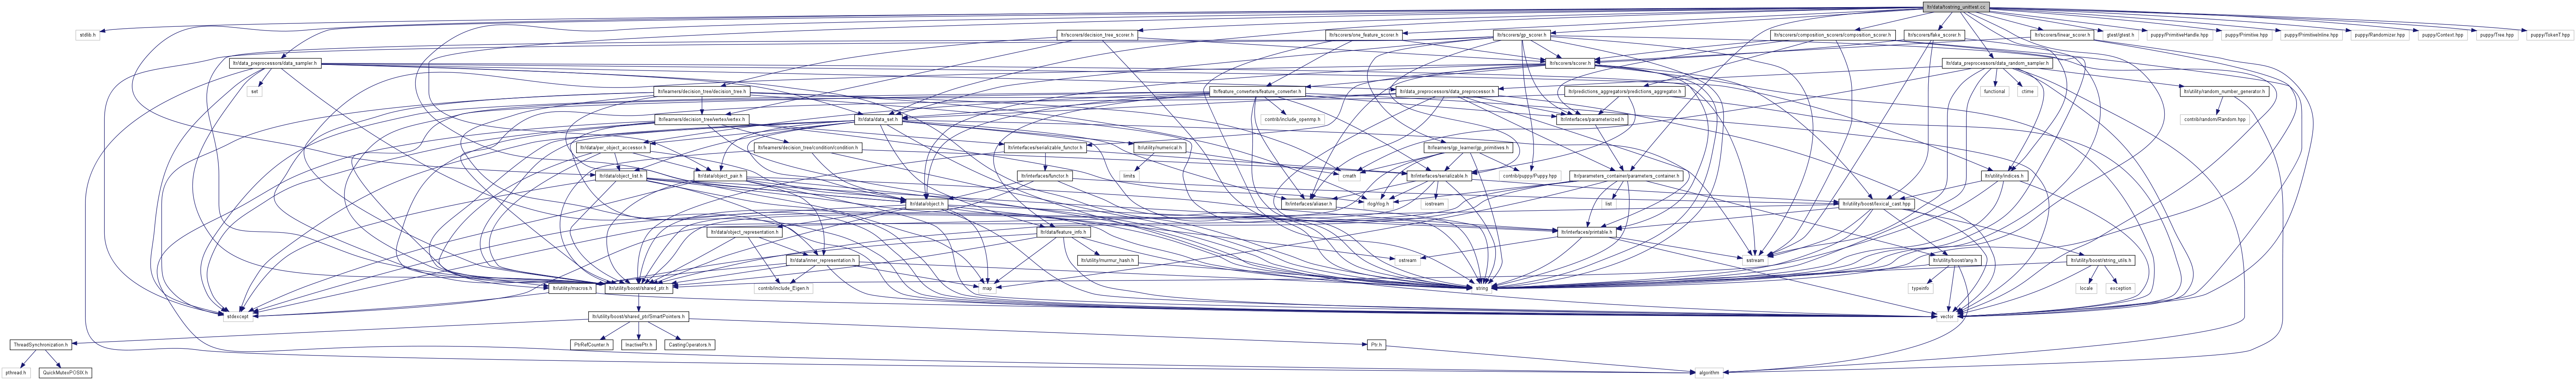 ltr/data/tostring_unittest.cc
stdlib.h
ltr/scorers/decision_tree_scorer.h
ltr/scorers/one_feature_scorer.h
ltr/scorers/gp_scorer.h
ltr/scorers/composition_scorers/composition_scorer.h
ltr/scorers/fake_scorer.h
ltr/scorers/linear_scorer.h
gtest/gtest.h
puppy/PrimitiveHandle.hpp
puppy/Primitive.hpp
puppy/PrimitiveInline.hpp
puppy/Randomizer.hpp
puppy/Context.hpp
puppy/Tree.hpp
puppy/TokenT.hpp
ltr/data_preprocessors/data_sampler.h
ltr/scorers/scorer.h
ltr/data_preprocessors/data_random_sampler.h
set
ltr/learners/decision_tree/decision_tree.h
ltr/feature_converters/feature_converter.h
ltr/data_preprocessors/data_preprocessor.h
ltr/predictions_aggregators/predictions_aggregator.h
functional
ctime
ltr/utility/random_number_generator.h
ltr/learners/decision_tree/vertex/vertex.h
ltr/data/data_set.h
contrib/include_openmp.h
ltr/interfaces/parameterized.h
contrib/random/Random.hpp
ltr/data/per_object_accessor.h
ltr/learners/decision_tree/condition/condition.h
ltr/interfaces/serializable_functor.h
ltr/utility/numerical.h
ltr/learners/gp_learner/gp_primitives.h
ltr/data/object_list.h
ltr/data/object_pair.h
ltr/interfaces/functor.h
limits
cmath
ltr/interfaces/serializable.h
contrib/puppy/Puppy.hpp
ltr/parameters_container/parameters_container.h
ltr/utility/indices.h
ltr/data/object.h
ltr/interfaces/aliaser.h
rlog/rlog.h
iostream
list
ltr/utility/boost/lexical_cast.hpp
ltr/data/object_representation.h
ltr/data/feature_info.h
ltr/interfaces/printable.h
ltr/data/inner_representation.h
ltr/utility/murmur_hash.h
ostream
sstream
ltr/utility/boost/any.h
ltr/utility/boost/string_utils.h
ltr/utility/macros.h
ltr/utility/boost/shared_ptr.h
contrib/include_Eigen.h
map
string
typeinfo
locale
exception
stdexcept
ltr/utility/boost/shared_ptr/SmartPointers.h
vector
ThreadSynchronization.h
PtrRefCounter.h
InactivePtr.h
CastingOperators.h
Ptr.h
pthread.h
QuickMutexPOSIX.h
algorithm